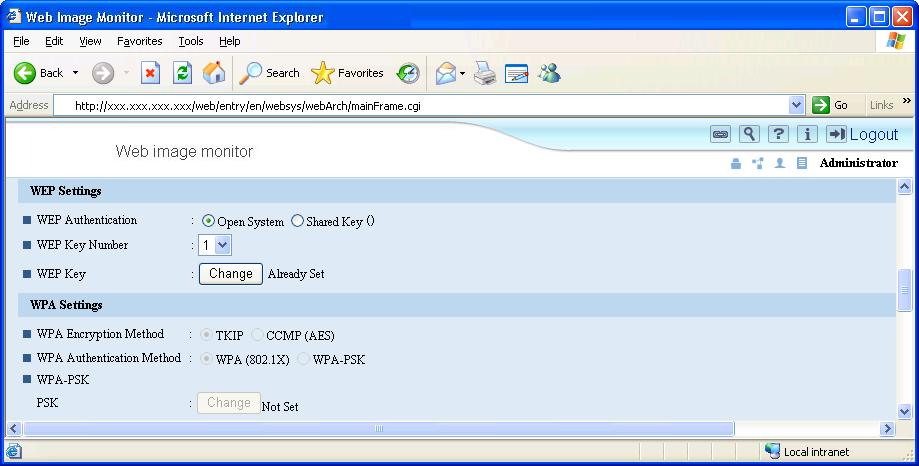 Web Image Monitor - Microsoft Internet Explorer
File Edit View Favorites Tools Help
Back Search Favorites
Address http://xxx.xxx.xxx.xxx/web/entry/en/websys/webArch/mainFrame.cgi Go Links »
Web image monitor ? i Logout
Administrator
WEP Settings
WEP Authentication : Open System Shared Key ()
WEP Key Number : 1
WEP Key : Change Already Set
WPA Settings
WPA Encryption Method : TKIP CCMP (AES)
WPA Authentication Method : WPA (802.1X) WPA-PSK
WPA-PSK
PSK : Change Not Set
Local intranet